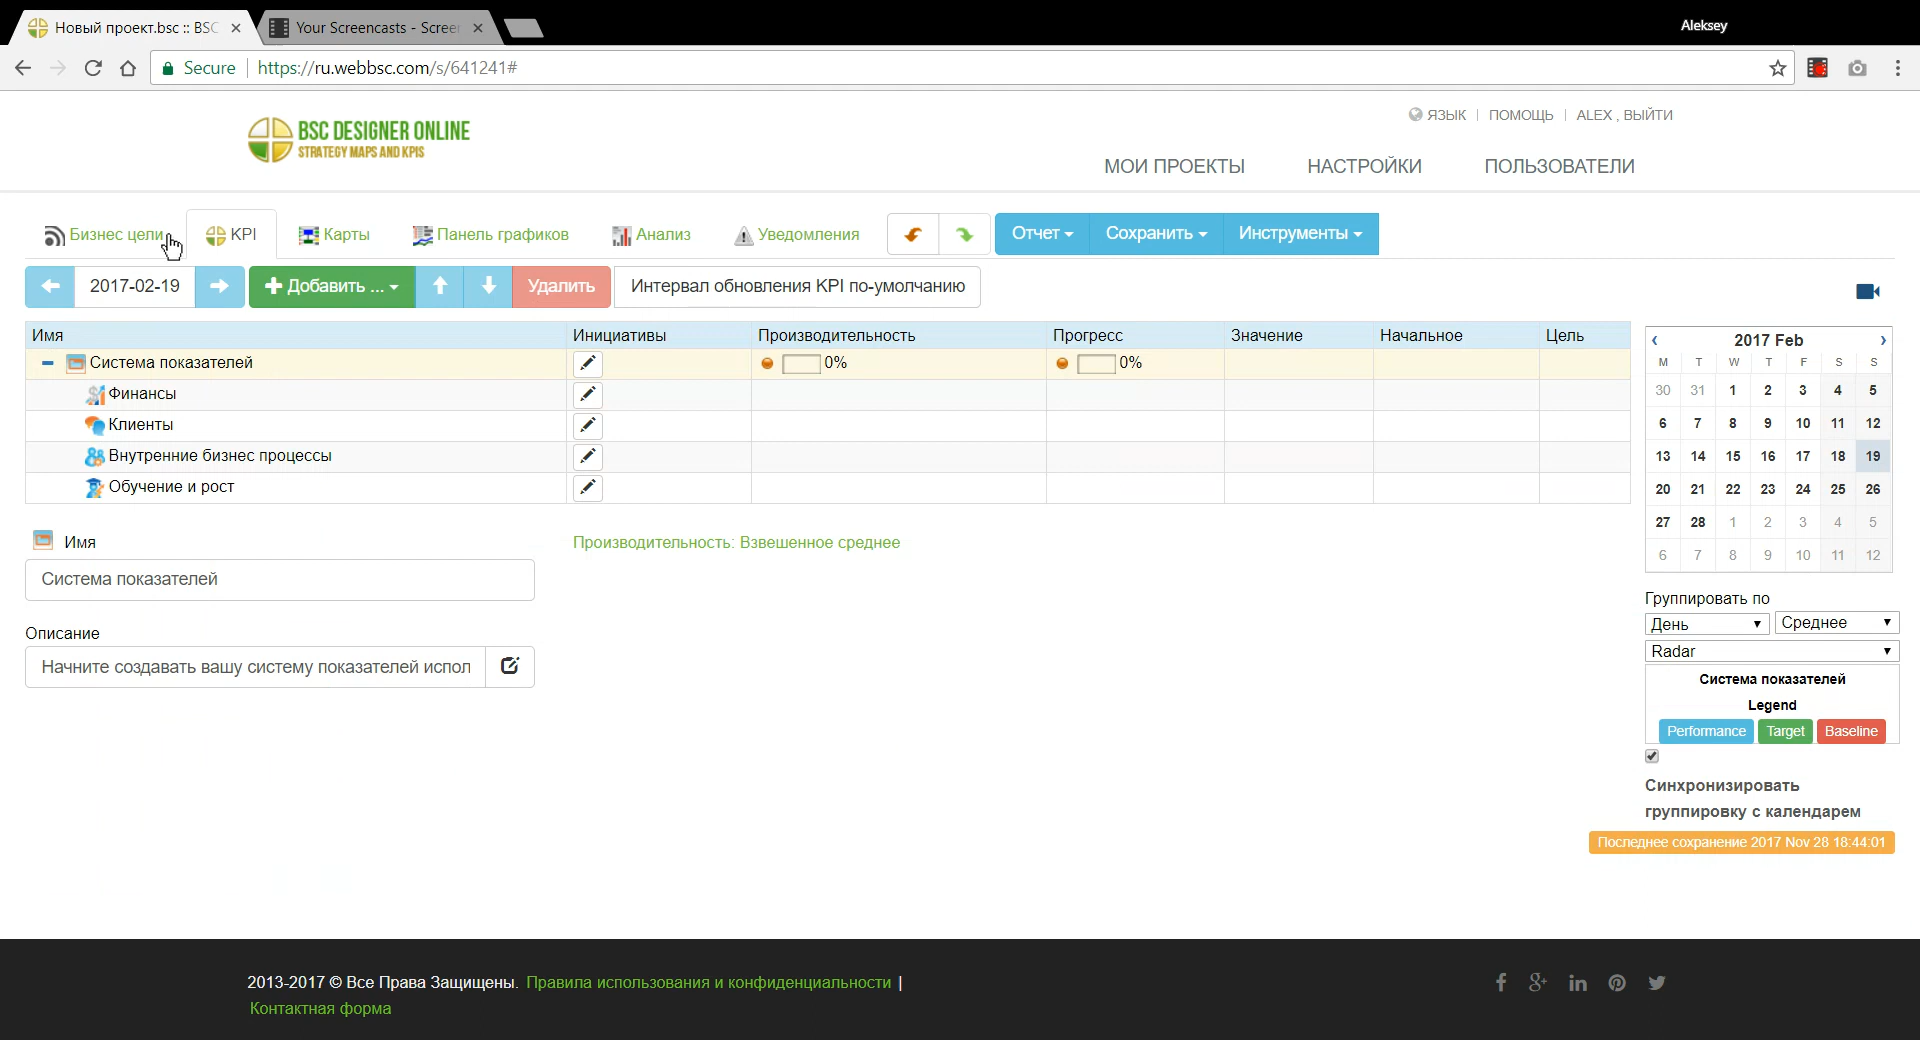 Новый проект.bsc :: BSC
Your Screencasts - Screer
Aleksey
Secure
https://ru.webbsc.com/s/641241#
BSC DESIGNER ONLINE
STRATEGY MAPS AND KPIS
ЯЗЫК | ПОМОЩЬ | ALEX , ВЫЙТИ
МОИ ПРОЕКТЫ НАСТРОЙКИ ПОЛЬЗОВАТЕЛИ
Бизнес цели KPI Карты Панель графиков Анализ Уведомления Отчет Сохранить Инструменты
2017-02-19 Добавить ... Удалить Интервал обновления KPI по-умолчанию
Имя Инициативы Производительность Прогресс Значение Начальное Цель
Система показателей 0% 0%
Финансы
Клиенты
Внутренние бизнес процессы
Обучение и рост
Имя
Система показателей
Производительность: Взвешенное среднее
Описание
Начните создавать вашу систему показателей испол
2017 Feb
M T W T F S S
30 31 1 2 3 4 5
6 7 8 9 10 11 12
13 14 15 16 17 18 19
20 21 22 23 24 25 26
27 28 1 2 3 4 5
6 7 8 9 10 11 12
Группировать по
День Среднее
Radar
Система показателей
Legend
Performance Target Baseline
Синхронизировать
группировку с календарем
Последнее сохранение 2017 Nov 28 18:44:01
2013-2017 © Все Права Защищены. Правила использования и конфиденциальности |
Контактная форма